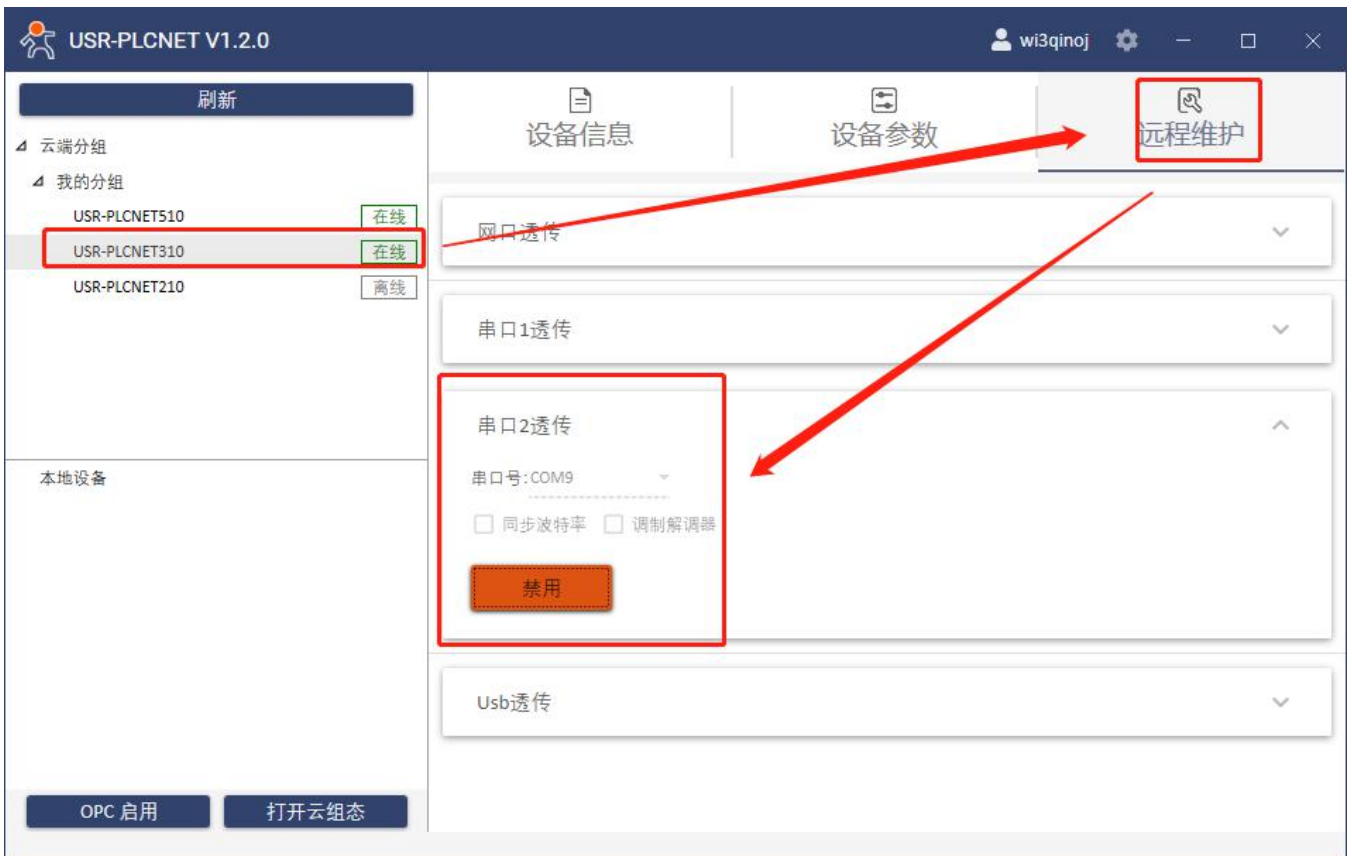 USR-PLCNET V1.2.0
wi3qinoj
刷新
云端分组
我的分组
USR-PLCNET510 在线
USR-PLCNET310 在线
USR-PLCNET210 离线
本地设备
OPC 启用 打开云组态
设备信息 设备参数 远程维护
网口透传
串口1透传
串口2透传
串口号:COM9
同步波特率 调制解调器
禁用
Usb透传